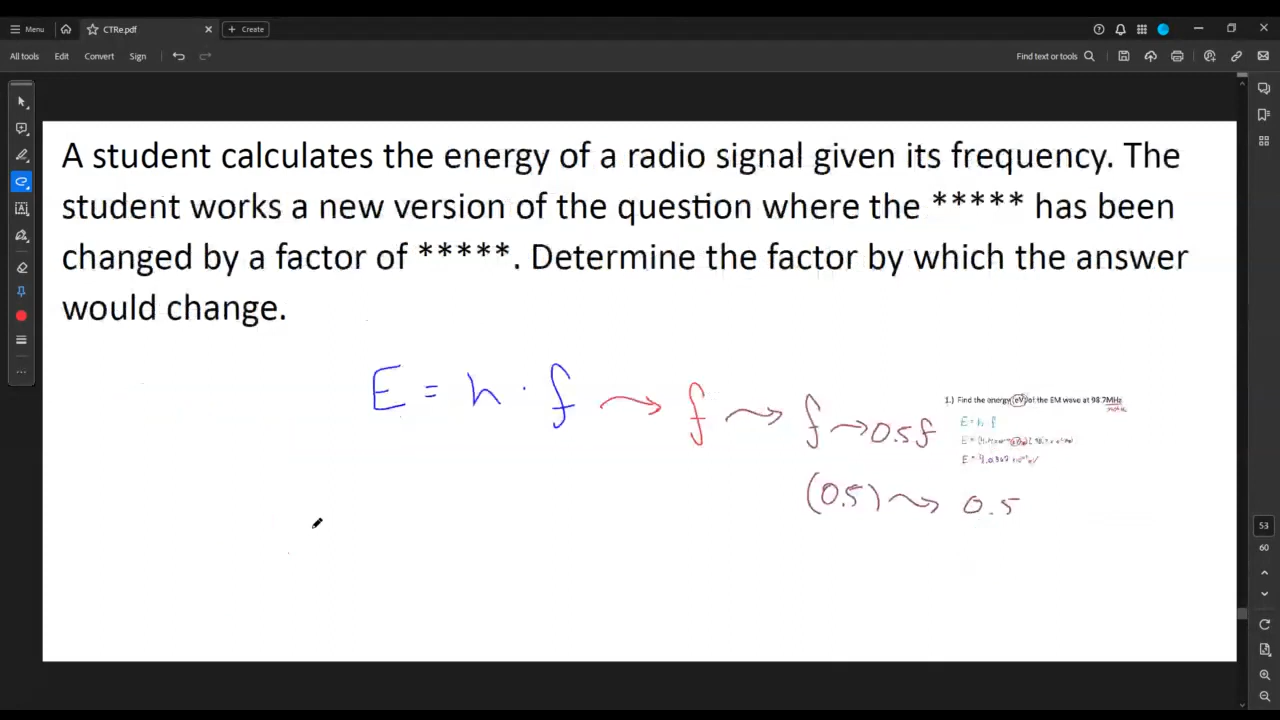 Menu
CTRe.pdf
Create
All tools
Edit
Convert
Sign
Find text or tools
A student calculates the energy of a radio signal given its frequency. The
student works a new version of the question where the ***** has been
changed by a factor of *****. Determine the factor by which the answer
would change.
E = h · f → f → f → 0.5f
(0.5) → 0.5
1.) Find the energy (eV) of the EM wave at 98.7MHz
E = h f
53
60